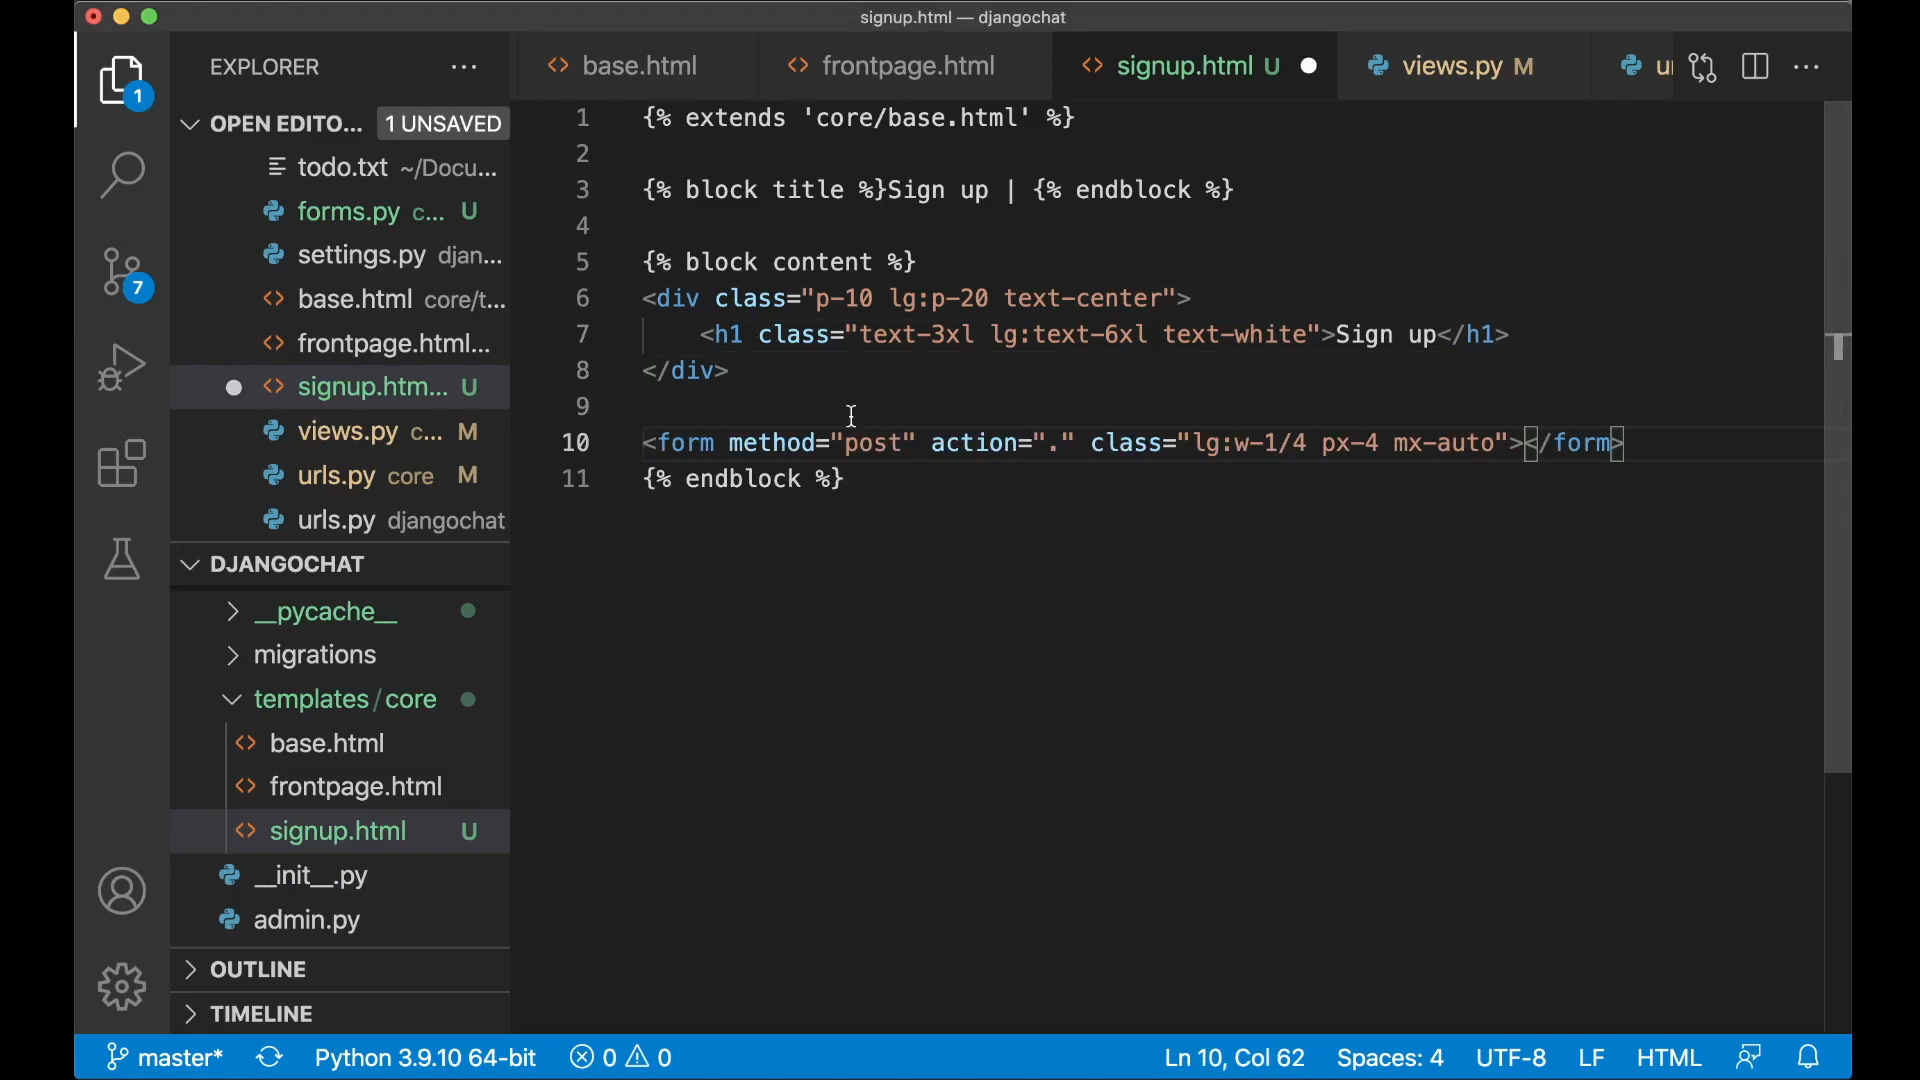 signup.html — djangochat
EXPLORER
base.html
frontpage.html
signup.html U
views.py M
1
OPEN EDITO... 1 UNSAVED
todo.txt ~/Docu...
forms.py c... U
settings.py djan...
base.html core/t...
frontpage.html...
signup.htm... U
views.py c... M
urls.py core M
urls.py djangochat
7
DJANGOCHAT
__pycache__
migrations
templates/core
base.html
frontpage.html
signup.html U
__init__.py
admin.py
OUTLINE
TIMELINE
1 {% extends 'core/base.html' %}
2
3 {% block title %}Sign up | {% endblock %}
4
5 {% block content %}
6 <div class="p-10 lg:p-20 text-center">
7 <h1 class="text-3xl lg:text-6xl text-white">Sign up</h1>
8 </div>
9
10 <form method="post" action="." class="lg:w-1/4 px-4 mx-auto"></form>
11 {% endblock %}
master* Python 3.9.10 64-bit 0 0 Ln 10, Col 62 Spaces: 4 UTF-8 LF HTML